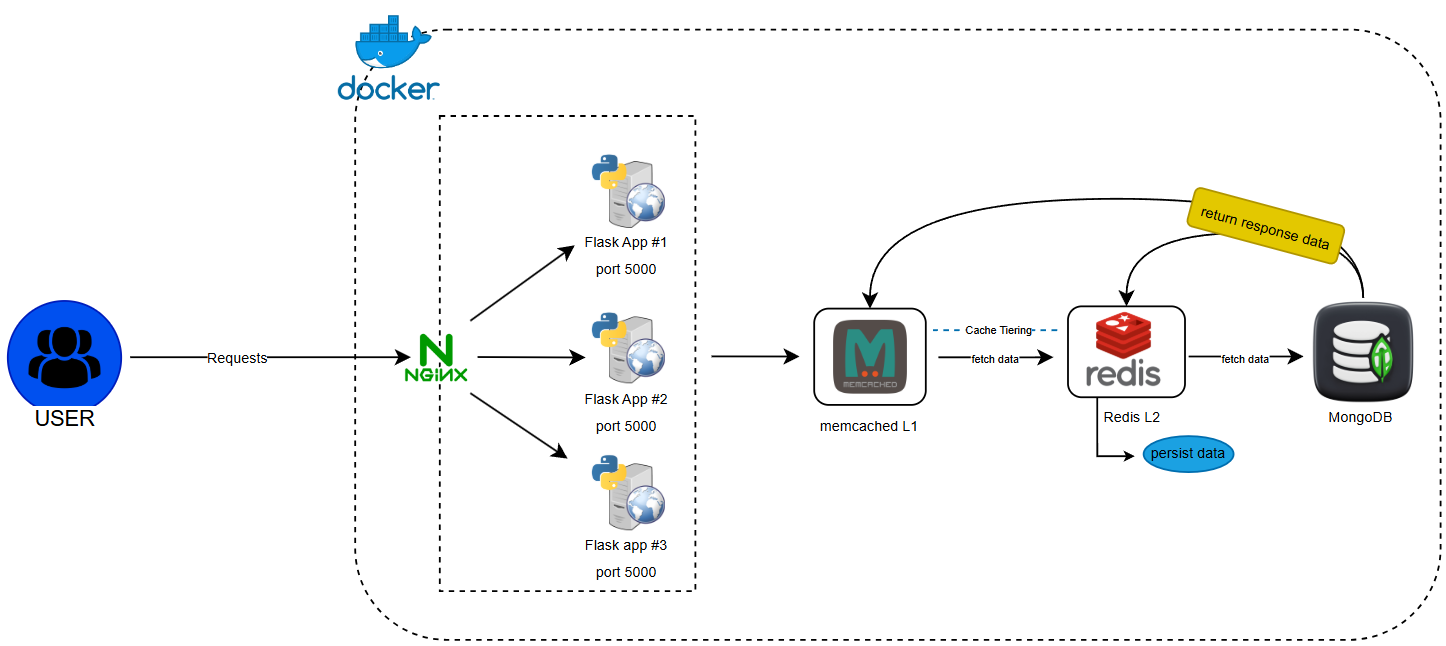 docker
Requests
USER
NGiNX
Flask App #1
port 5000
Flask App #2
port 5000
Flask app #3
port 5000
MEMCACHED
memcached L1
Cache Tiering
fetch data
redis
Redis L2
persist data
fetch data
return response data
MongoDB